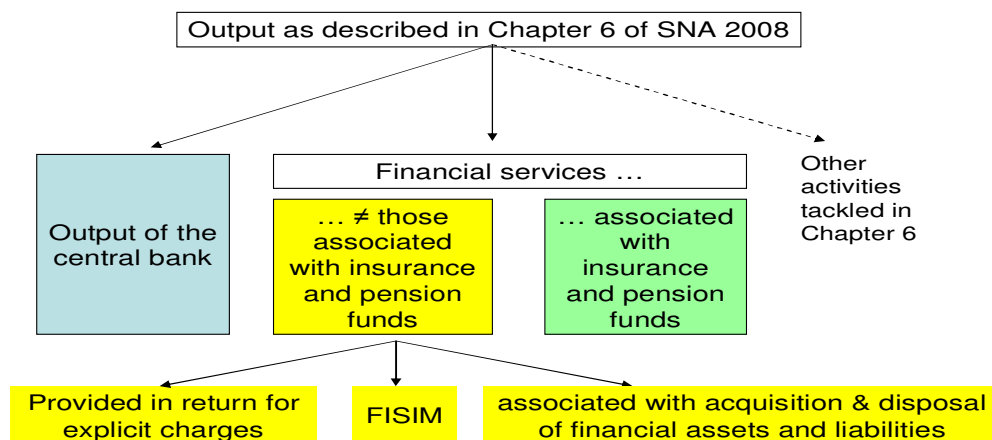 Output as described in Chapter 6 of SNA 2008
Output of the
central bank
Financial services …
… ≠ those
associated
with insurance
and pension
funds
… associated
with
insurance
and pension
funds
Other
activities
tackled in
Chapter 6
Provided in return for
explicit charges
FISIM
associated with acquisition & disposal
of financial assets and liabilities